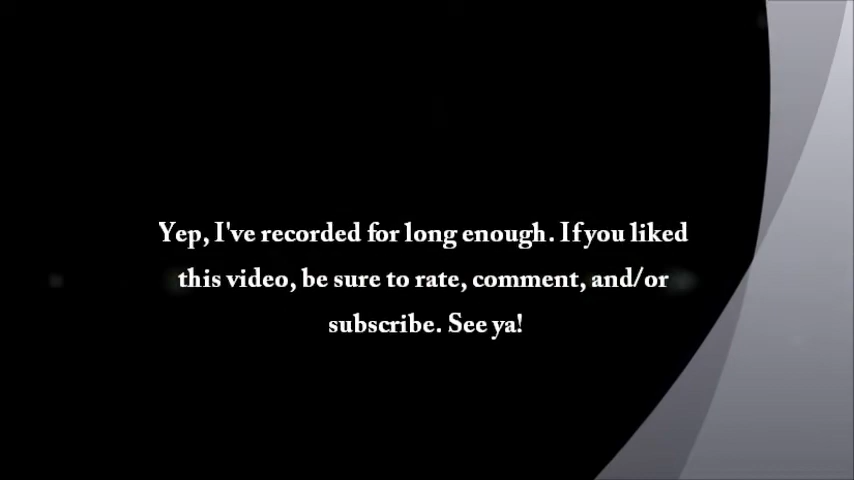 Yep, I've recorded for long enough. If you liked
this video, be sure to rate, comment, and/or
subscribe. See ya!